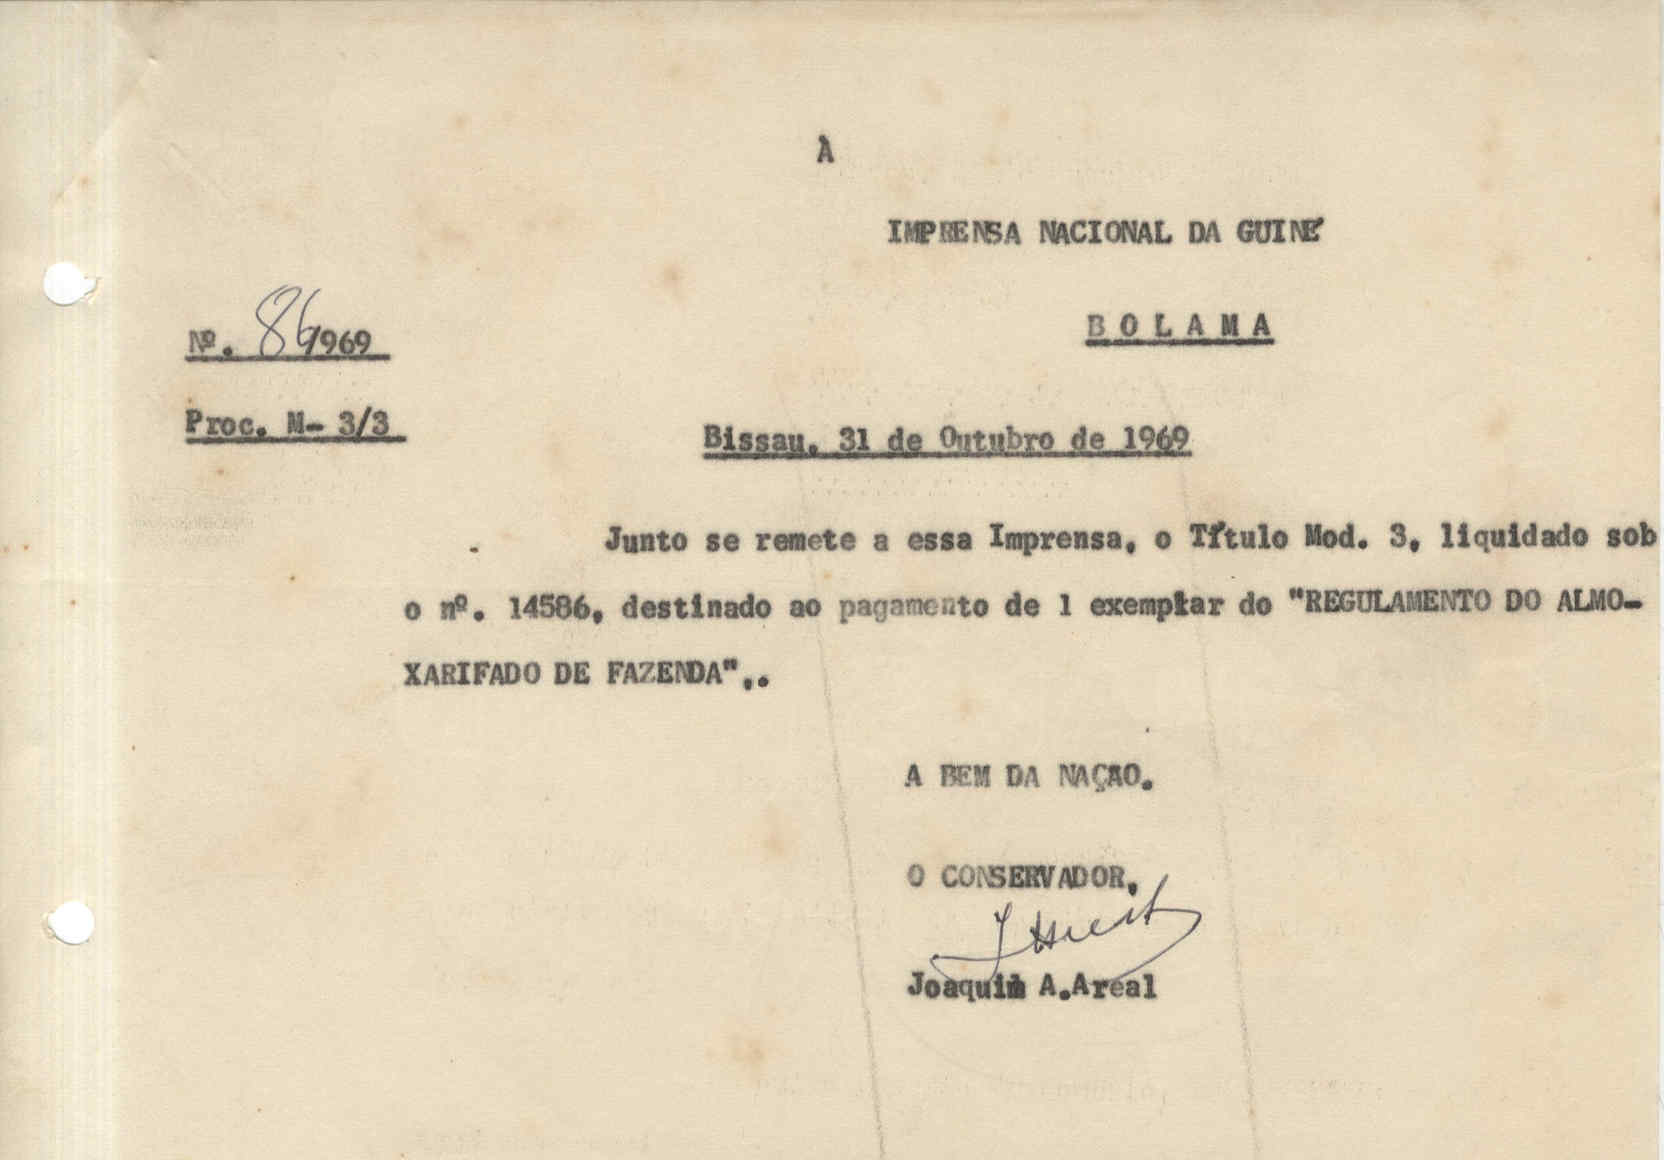 À
IMPRENSA NACIONAL DA GUINÉ
BOLAMA
Nº. 86/1969
Proc. M- 3/3
Bissau, 31 de Outubro de 1969
Junto se remete a essa Imprensa, o Título Mod. 3, liquidado sob
o nº. 14586, destinado ao pagamento de 1 exemplar do "REGULAMENTO DO ALMO-
XARIFADO DE FAZENDA",.
A BEM DA NAÇÃO.
O CONSERVADOR,
Joaquim A.Areal